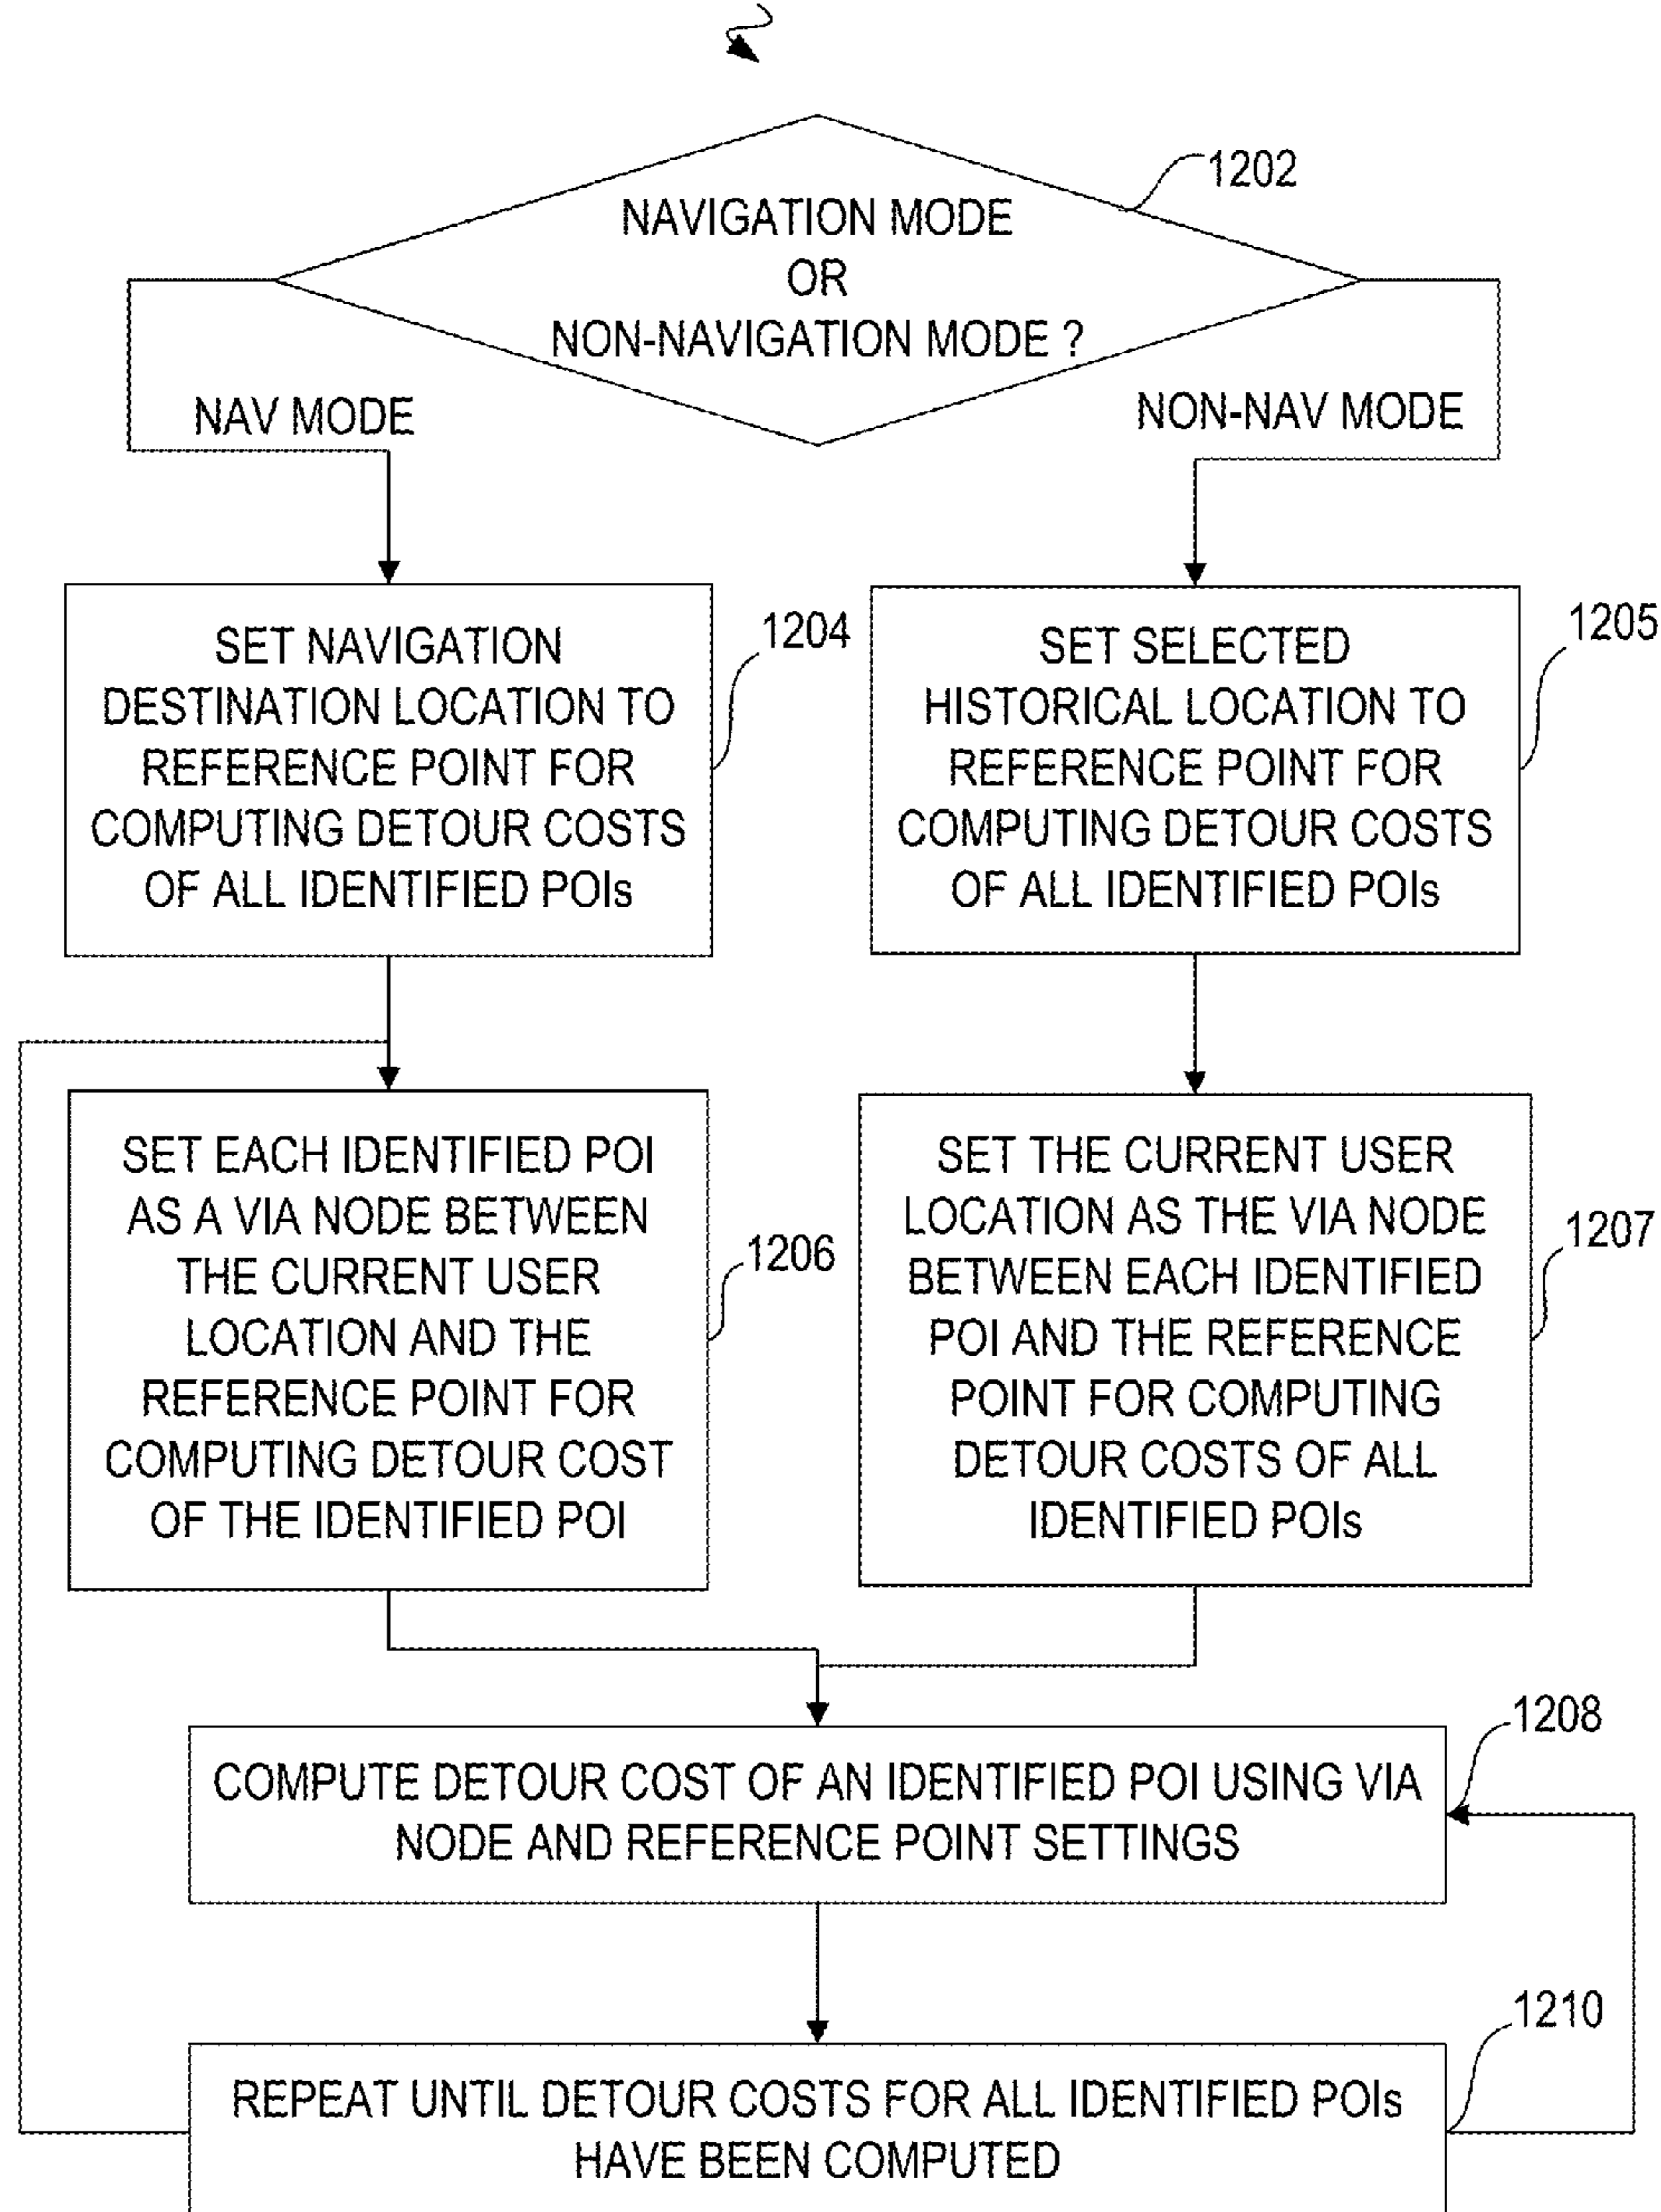 1202
NAVIGATION MODE
OR
NON-NAVIGATION MODE ?
NAV MODE
NON-NAV MODE
1204
SET NAVIGATION
DESTINATION LOCATION TO
REFERENCE POINT FOR
COMPUTING DETOUR COSTS
OF ALL IDENTIFIED POIs
1205
SET SELECTED
HISTORICAL LOCATION TO
REFERENCE POINT FOR
COMPUTING DETOUR COSTS
OF ALL IDENTIFIED POIs
1206
SET EACH IDENTIFIED POI
AS A VIA NODE BETWEEN
THE CURRENT USER
LOCATION AND THE
REFERENCE POINT FOR
COMPUTING DETOUR COST
OF THE IDENTIFIED POI
1207
SET THE CURRENT USER
LOCATION AS THE VIA NODE
BETWEEN EACH IDENTIFIED
POI AND THE REFERENCE
POINT FOR COMPUTING
DETOUR COSTS OF ALL
IDENTIFIED POIs
1208
COMPUTE DETOUR COST OF AN IDENTIFIED POI USING VIA
NODE AND REFERENCE POINT SETTINGS
1210
REPEAT UNTIL DETOUR COSTS FOR ALL IDENTIFIED POIs
HAVE BEEN COMPUTED